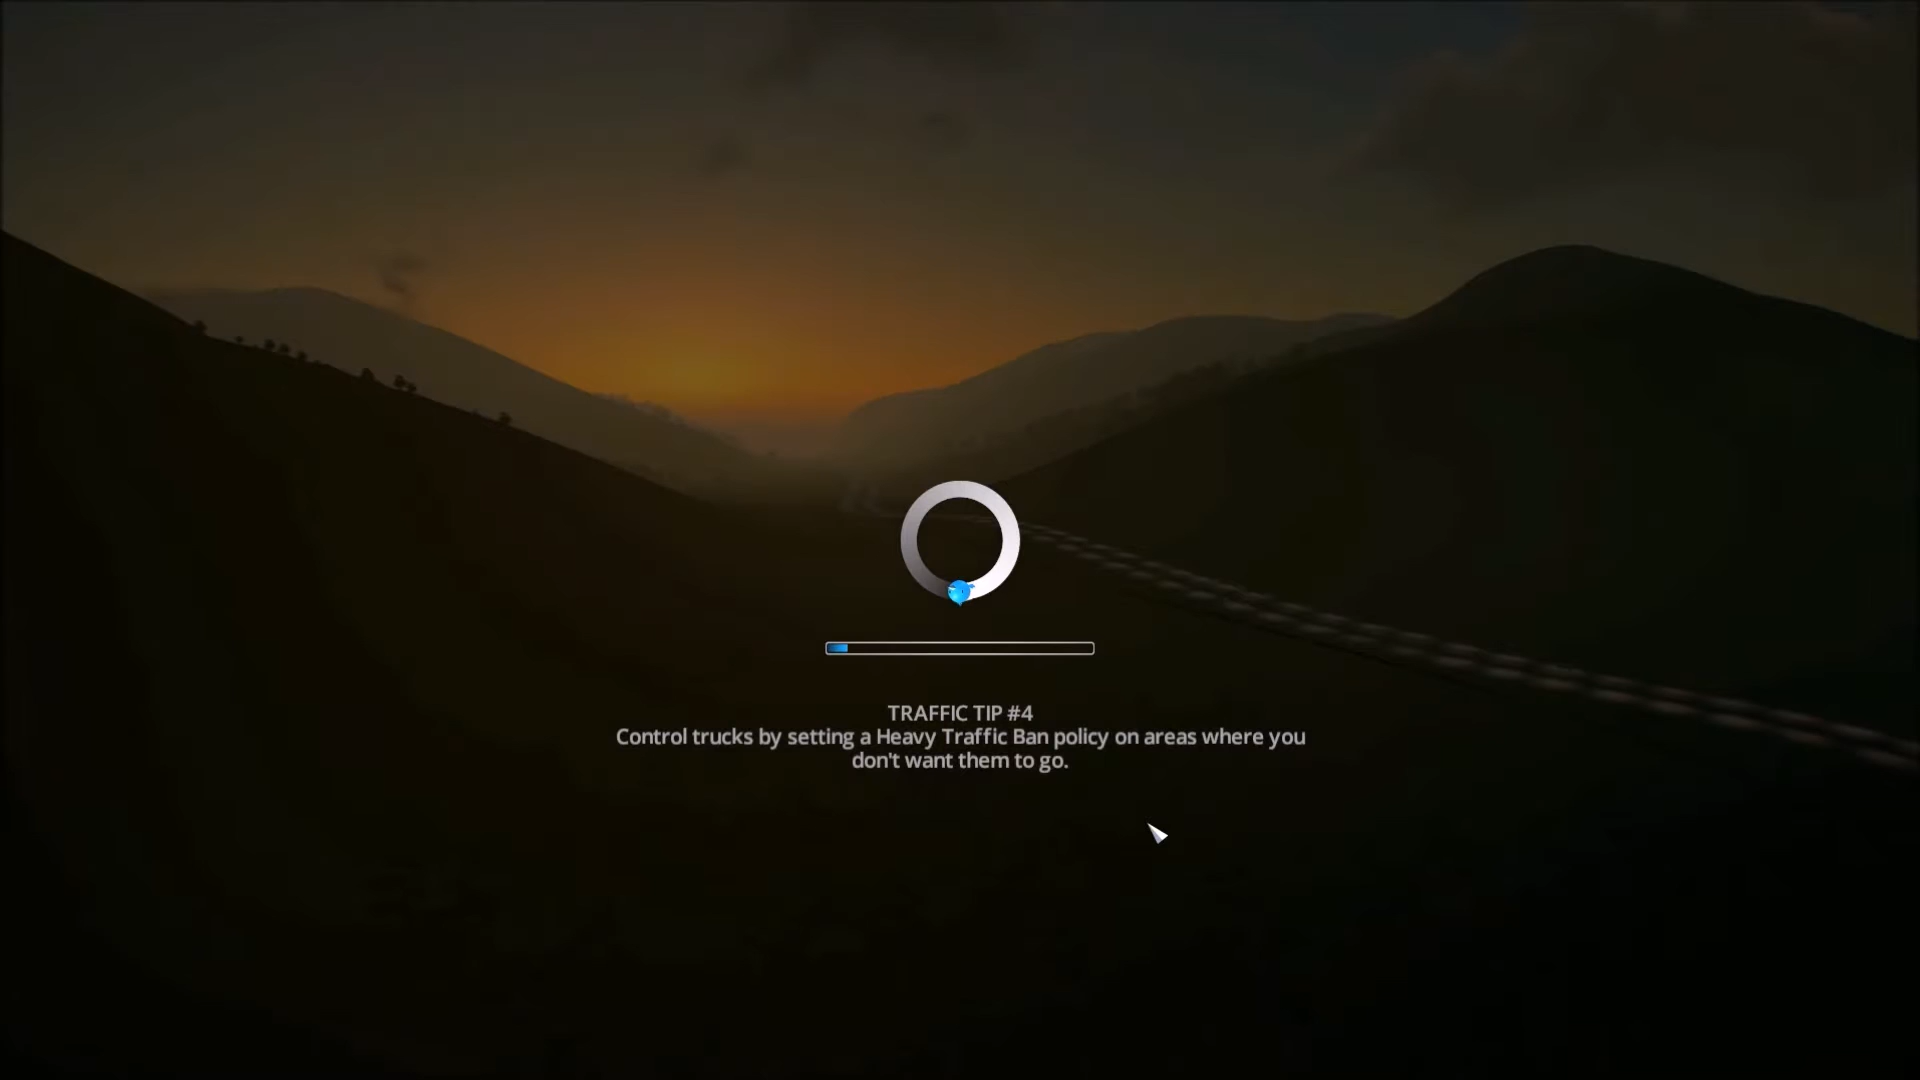 TRAFFIC TIP #4
Control trucks by setting a Heavy Traffic Ban policy on areas where you
don't want them to go.